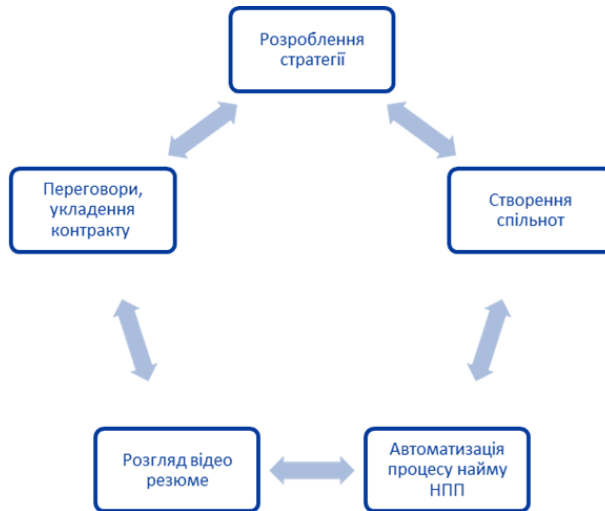 Розроблення
стратегії
Переговори,
укладення
контракту
Створення
спільнот
Розгляд відео
резюме
Автоматизація
процесу найму
НПП